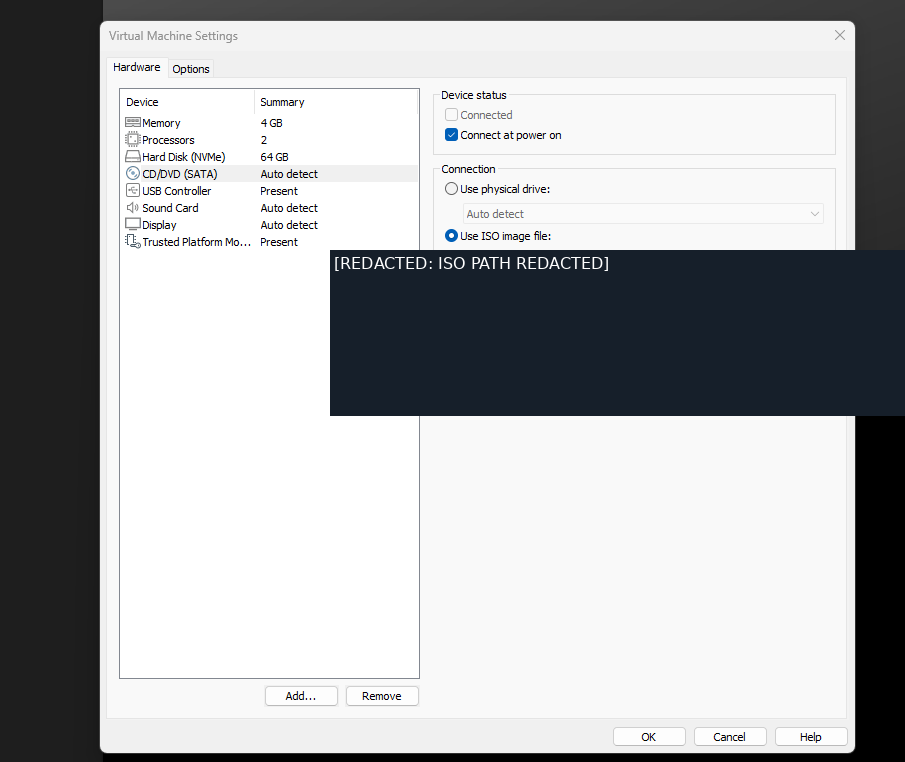 Virtual Machine Settings
Hardware Options
Device Summary
Memory 4 GB
Processors 2
Hard Disk (NVMe) 64 GB
CD/DVD (SATA) Auto detect
USB Controller Present
Sound Card Auto detect
Display Auto detect
Trusted Platform Mo... Present
Add... Remove
Device status
Connected
Connect at power on
Connection
Use physical drive:
Auto detect
Use ISO image file:
[REDACTED: ISO PATH REDACTED]
OK Cancel Help